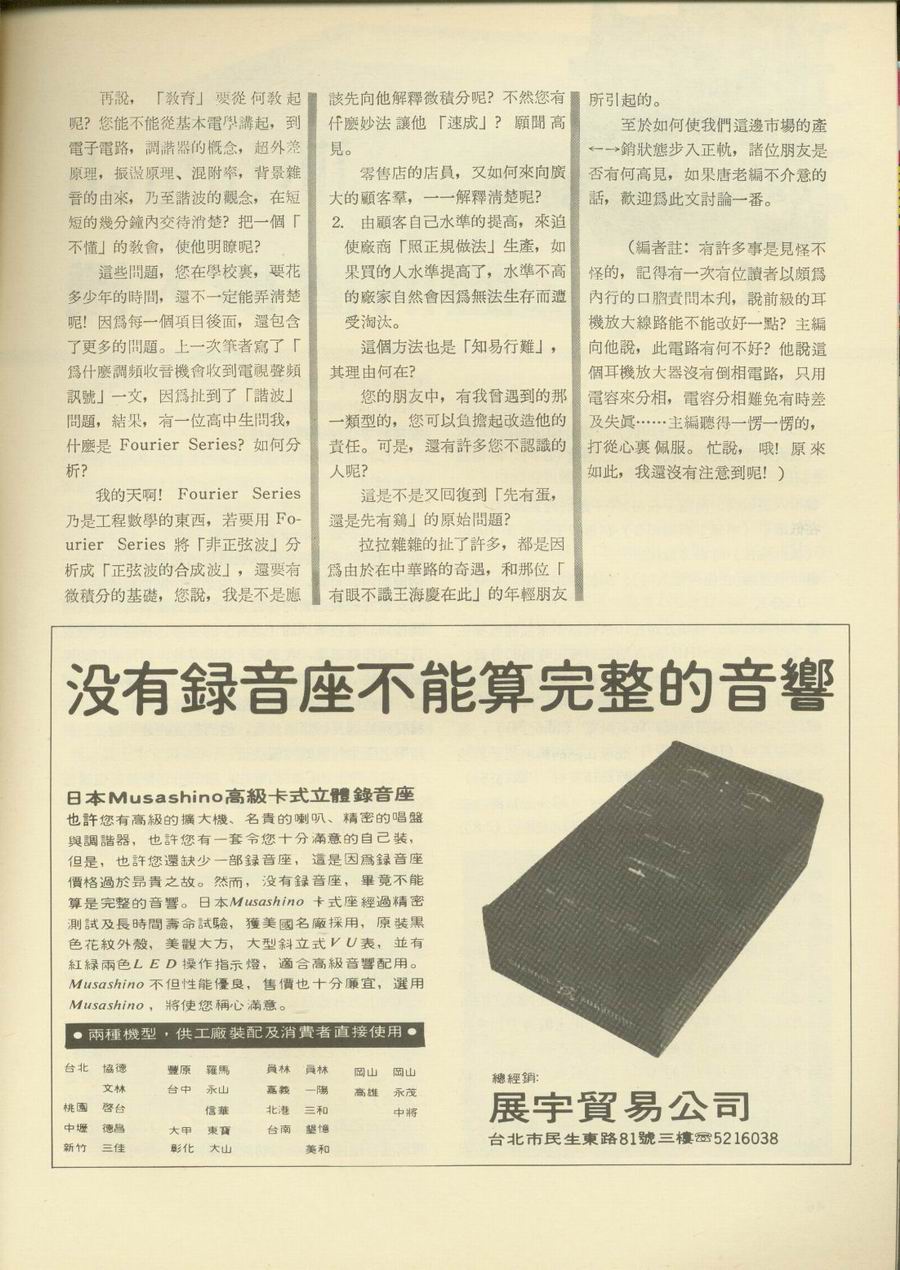 再說，「教育」要從何教起
呢？您能不能從基本電學講起，到
電子電路，調諧器的概念，超外差
原理，振盪原理、混附率，背景雜
音的由來，乃至諧波的觀念，在短
短的幾分鐘內交待清楚？把一個「
不懂」的教會，使他明瞭呢？
這些問題，您在學校裏，要花
多少年的時間，還不一定能弄清楚
呢！因爲每一個項目後面，還包含
了更多的問題。上一次筆者寫了「
爲什麼調頻收音機會收到電視聲頻
訊號」一文，因爲扯到了「諧波」
問題，結果，有一位高中生問我，
什麼是 Fourier Series？如何分
析？
我的天啊！ Fourier Series
乃是工程數學的東西，若要用 Fo-
urier Series 將「非正弦波」分
析成「正弦波的合成波」，還要有
微積分的基礎，您說，我是不是應
該先向他解釋微積分呢？不然您有
什麼妙法讓他「速成」？願聞高
見。
零售店的店員，又如何來向廣
大的顧客羣，一一解釋清楚呢？
2. 由顧客自己水準的提高，來迫
使廠商「照正規做法」生產，如
果買的人水準提高了，水準不高
的廠家自然會因爲無法生存而遭
受淘汰。
這個方法也是「知易行難」，
其理由何在？
您的朋友中，有我曾遇到的那
一類型的，您可以負擔起改造他的
責任。可是，還有許多您不認識的
人呢？
這是不是又回復到「先有蛋，
還是先有鷄」的原始問題？
拉拉雜雜的扯了許多，都是因
爲由於在中華路的奇遇，和那位「
有眼不識王海慶在此」的年輕朋友
所引起的。
至於如何使我們這邊市場的產
←→銷狀態步入正軌，諸位朋友是
否有何高見，如果唐老編不介意的
話，歡迎爲此文討論一番。
（編者註：有許多事是見怪不
怪的，記得有一次有位讀者以頗爲
內行的口脗責問本刋，說前級的耳
機放大線路能不能改好一點？主編
向他說，此電路有何不好？他說這
個耳機放大器沒有倒相電路，只用
電容來分相，電容分相難免有時差
及失眞……主編聽得一愣一愣的，
打從心裏佩服。忙說，哦！原來
如此，我還沒有注意到呢！）
没有録音座不能算完整的音響
日本Musashino高級卡式立體錄音座
也許您有高級的擴大機、名貴的喇叭、精密的唱盤
與調諧器，也許您有一套令您十分滿意的自己裝，
但是，也許您還缺少一部録音座，這是因爲録音座
價格過於昂貴之故。然而，没有録音座，畢竟不能
算是完整的音響。日本Musashino 卡式座經過精密
測試及長時間壽命試驗，獲美國名廠採用，原裝黑
色花紋外殼，美觀大方，大型斜立式VU表，並有
紅綠兩色LED操作指示燈，適合高級音響配用。
Musashino 不但性能優良，售價也十分廉宜，選用
Musashino，將使您稱心滿意。
●兩種機型，供工廠裝配及消費者直接使用●
台北 協德 豐原 羅馬 員林 員林 岡山 岡山
文林 台中 永山 嘉義 一陽 高雄 永茂
桃園 啓台 信華 北港 三和 中將
中壢 德昌 大甲 東寶 台南 墾憶
新竹 三佳 彰化 大山 美和
總經銷：
展宇貿易公司
台北市民生東路81號三樓☏5216038